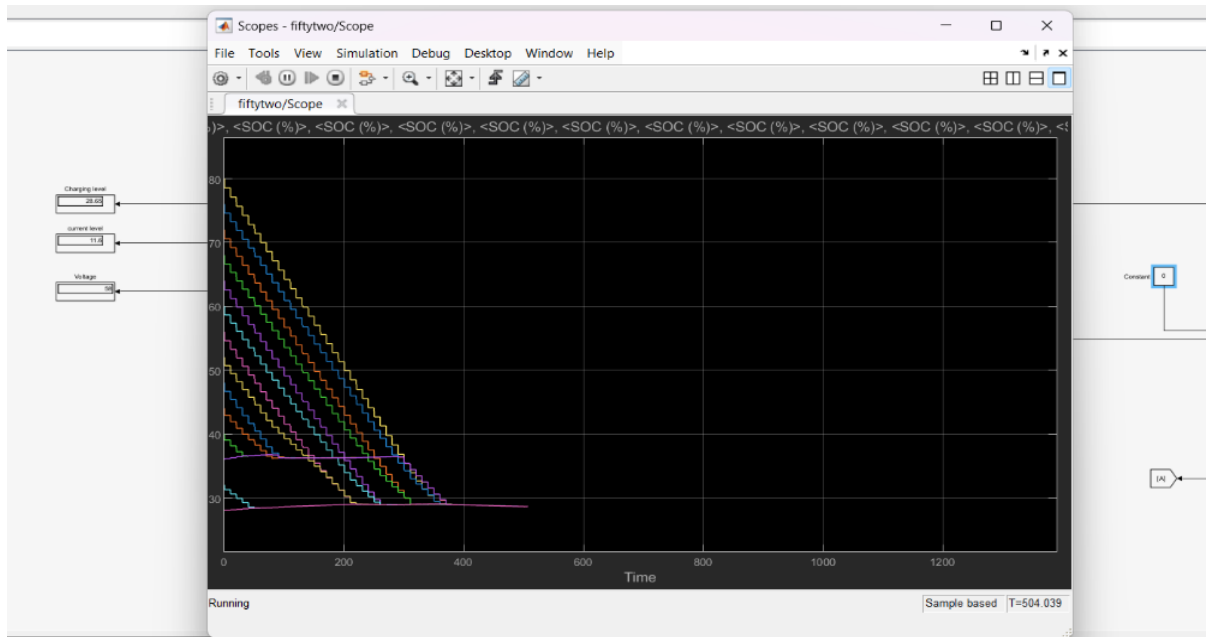 Scopes - fiftytwo/Scope
File Tools View Simulation Debug Desktop Window Help
fiftytwo/Scope
%)>, <SOC (%)>, <SOC (%)>, <SOC (%)>, <SOC (%)>, <SOC (%)>, <SOC (%)>, <SOC (%)>, <SOC (%)>, <SOC (%)>, <SOC (%)>, <S
80
70
60
50
40
30
0 200 400 600 800 1000 1200
Time
Running
Sample based T=504.039
Charging level
28.65
current level
11.6
Voltage
Constant
0
[A]